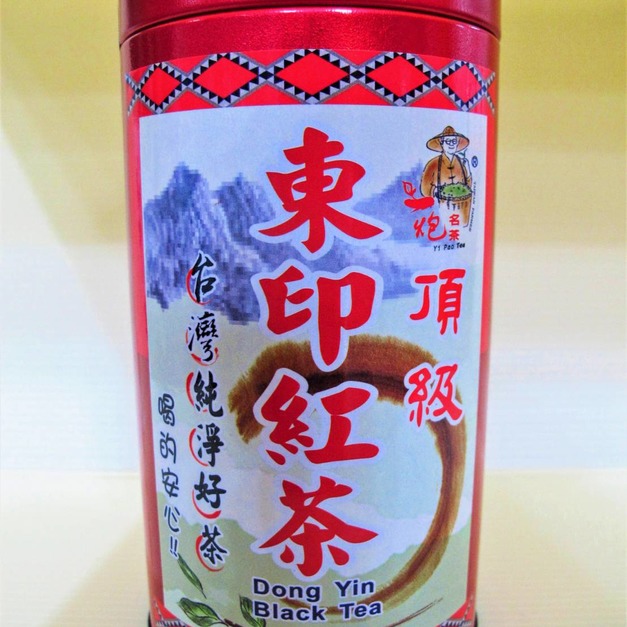 一炮
名茶
Yi Pao Tea
®
頂級
東印紅茶
Dong Yin
Black Tea
台灣純淨好茶
喝的安心!!